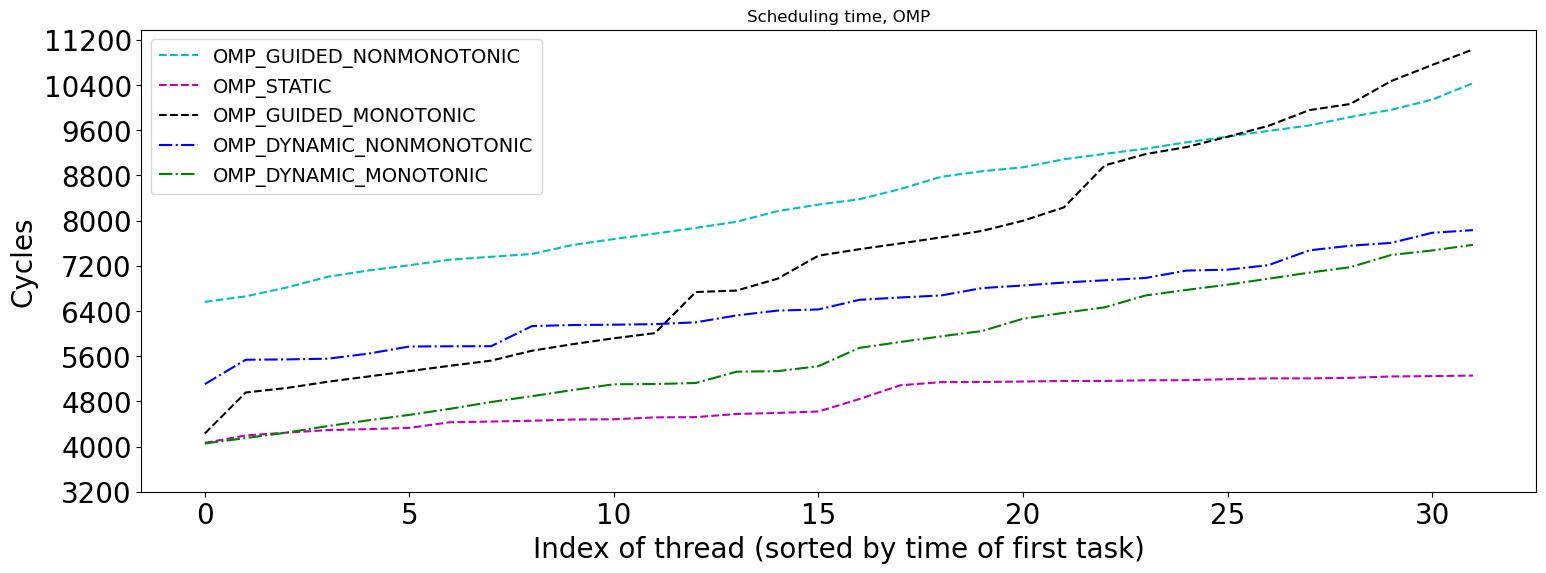 Scheduling time, OMP
11200
10400
9600
8800
8000
7200
6400
5600
4800
4000
3200
Cycles
OMP_GUIDED_NONMONOTONIC
OMP_STATIC
OMP_GUIDED_MONOTONIC
OMP_DYNAMIC_NONMONOTONIC
OMP_DYNAMIC_MONOTONIC
0 5 10 15 20 25 30
Index of thread (sorted by time of first task)